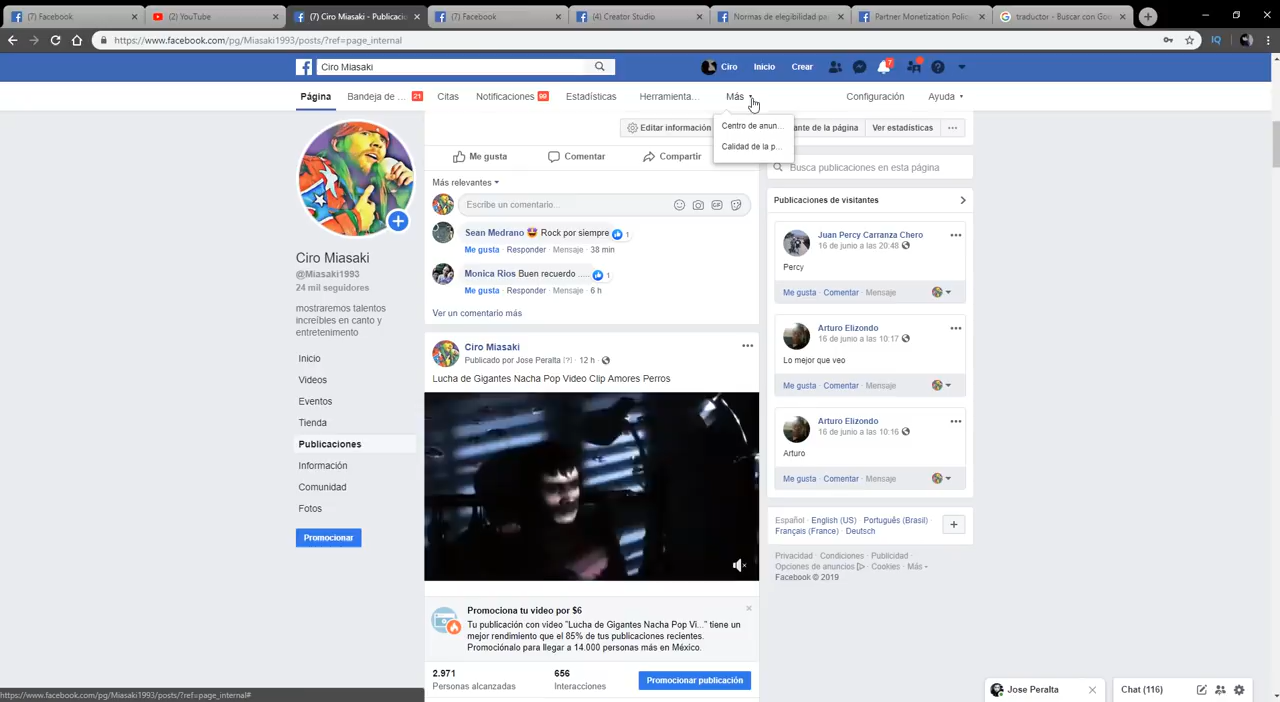 (7) Facebook
(2) YouTube
(7) Ciro Miasaki - Publicacio
(7) Facebook
(4) Creator Studio
Normas de elegibilidad pa
Partner Monetization Polic
traductor - Buscar con Goo
https://www.facebook.com/pg/Miasaki1993/posts/?ref=page_internal
Ciro Miasaki
Ciro
Inicio
Crear
7
Página
Bandeja de ... 21
Citas
Notificaciones 99
Estadísticas
Herramienta...
Más
Configuración
Ayuda
Centro de anun...
Calidad de la p...
Editar información
ante de la página
Ver estadísticas
Me gusta
Comentar
Compartir
Busca publicaciones en esta página
Más relevantes
Escribe un comentario...
GIF
Sean Medrano Rock por siempre 1
Me gusta Responder · Mensaje · 38 min
Monica Rios Buen recuerdo ..... 1
Me gusta Responder · Mensaje · 6 h
Ver un comentario más
Ciro Miasaki
@Miasaki1993
24 mil seguidores
mostraremos talentos
increíbles en canto y
entretenimiento
Inicio
Videos
Eventos
Tienda
Publicaciones
Información
Comunidad
Fotos
Promocionar
Ciro Miasaki
Publicado por Jose Peralta [?] · 12 h ·
Lucha de Gigantes Nacha Pop Video Clip Amores Perros
Promociona tu video por $6
Tu publicación con video "Lucha de Gigantes Nacha Pop Vi..." tiene un
mejor rendimiento que el 85% de tus publicaciones recientes.
Promociónalo para llegar a 14.000 personas más en México.
2.971
Personas alcanzadas
656
Interacciones
Promocionar publicación
Publicaciones de visitantes
Juan Percy Carranza Chero
16 de junio a las 20:48
Percy
Me gusta · Comentar · Mensaje
Arturo Elizondo
16 de junio a las 10:17
Lo mejor que veo
Me gusta · Comentar · Mensaje
Arturo Elizondo
16 de junio a las 10:16
Arturo
Me gusta · Comentar · Mensaje
Español · English (US) · Português (Brasil) ·
Français (France) · Deutsch
Privacidad · Condiciones · Publicidad ·
Opciones de anuncios · Cookies · Más
Facebook © 2019
https://www.facebook.com/pg/Miasaki1993/posts/?ref=page_internal#
Jose Peralta
Chat (116)